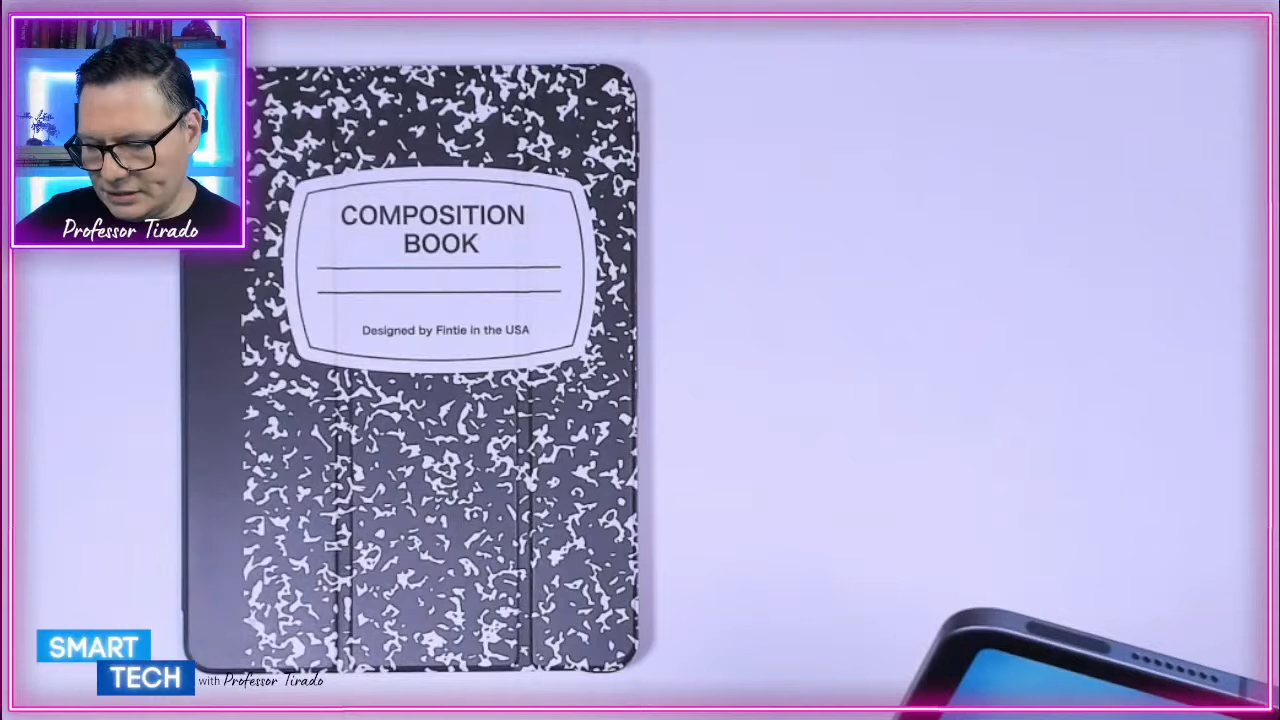 Professor Tirado
COMPOSITION
BOOK
Designed by Fintie in the USA
SMART
TECH
with Professor Tirado